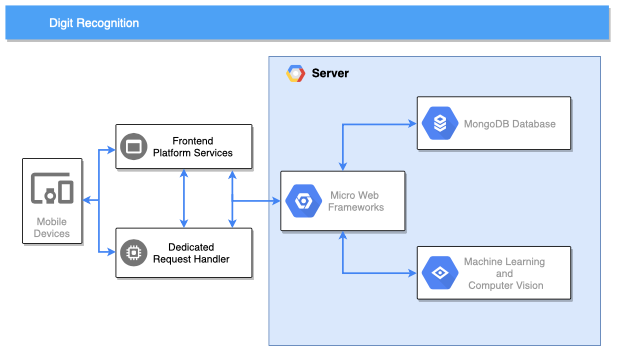 Digit Recognition
Server
Frontend
Platform Services
MongoDB Database
Mobile
Devices
Micro Web
Frameworks
Dedicated
Request Handler
Machine Learning
and
Computer Vision